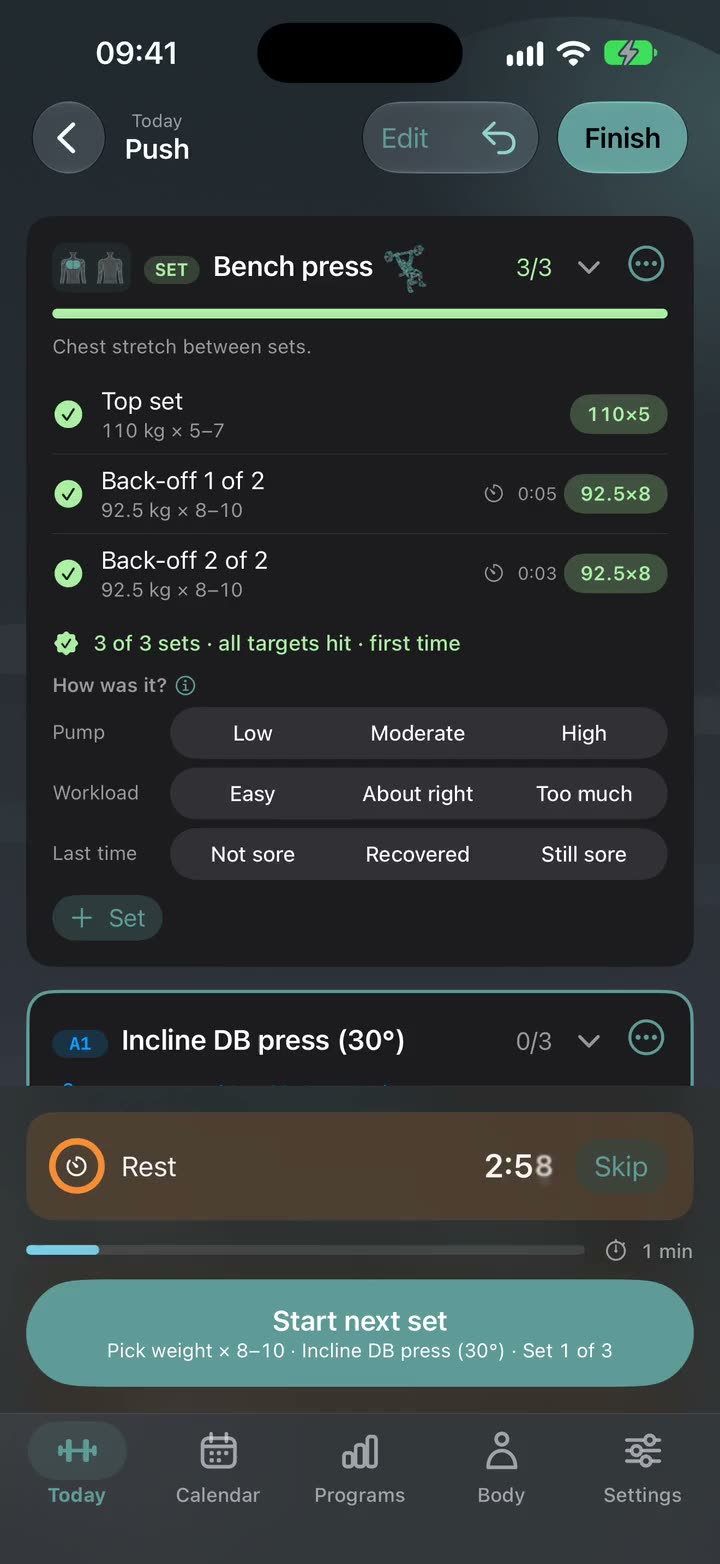 09:41
Today
Push
Edit
Finish
SET Bench press 3/3
Chest stretch between sets.
Top set
110 kg × 5–7
110×5
Back-off 1 of 2
92.5 kg × 8–10
0:05 92.5×8
Back-off 2 of 2
92.5 kg × 8–10
0:03 92.5×8
3 of 3 sets · all targets hit · first time
How was it?
Pump Low Moderate High
Workload Easy About right Too much
Last time Not sore Recovered Still sore
+ Set
A1 Incline DB press (30°) 0/3
Rest 2:58 Skip
1 min
Start next set
Pick weight × 8–10 · Incline DB press (30°) · Set 1 of 3
Today Calendar Programs Body Settings